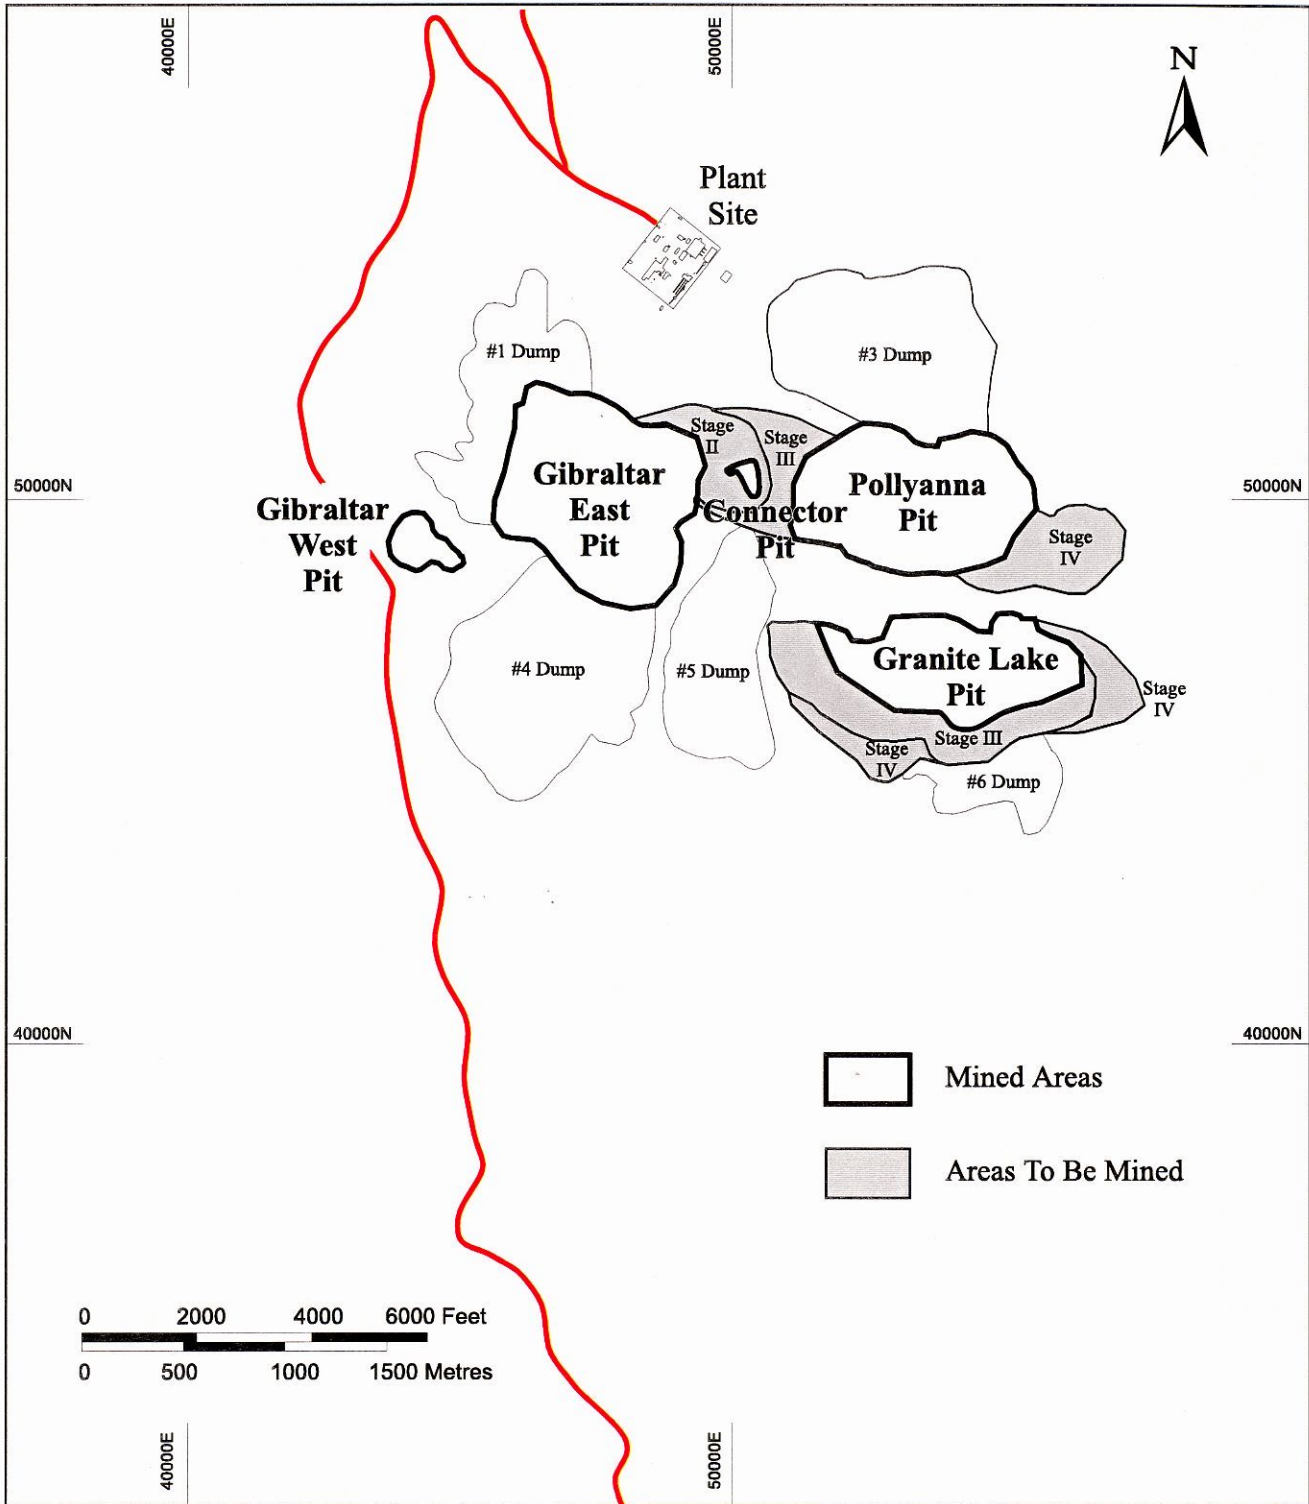 40000E
50000E
N
Plant
Site
#1 Dump
#3 Dump
Stage
II
Stage
III
Gibraltar
East
Pit
Pollyanna
Pit
50000N
50000N
Gibraltar
West
Pit
Connector
Pit
Stage
IV
#4 Dump
#5 Dump
Granite Lake
Pit
Stage
IV
Stage III
Stage
IV
#6 Dump
40000N
40000N
Mined Areas
Areas To Be Mined
0 2000 4000 6000 Feet
0 500 1000 1500 Metres
40000E
50000E